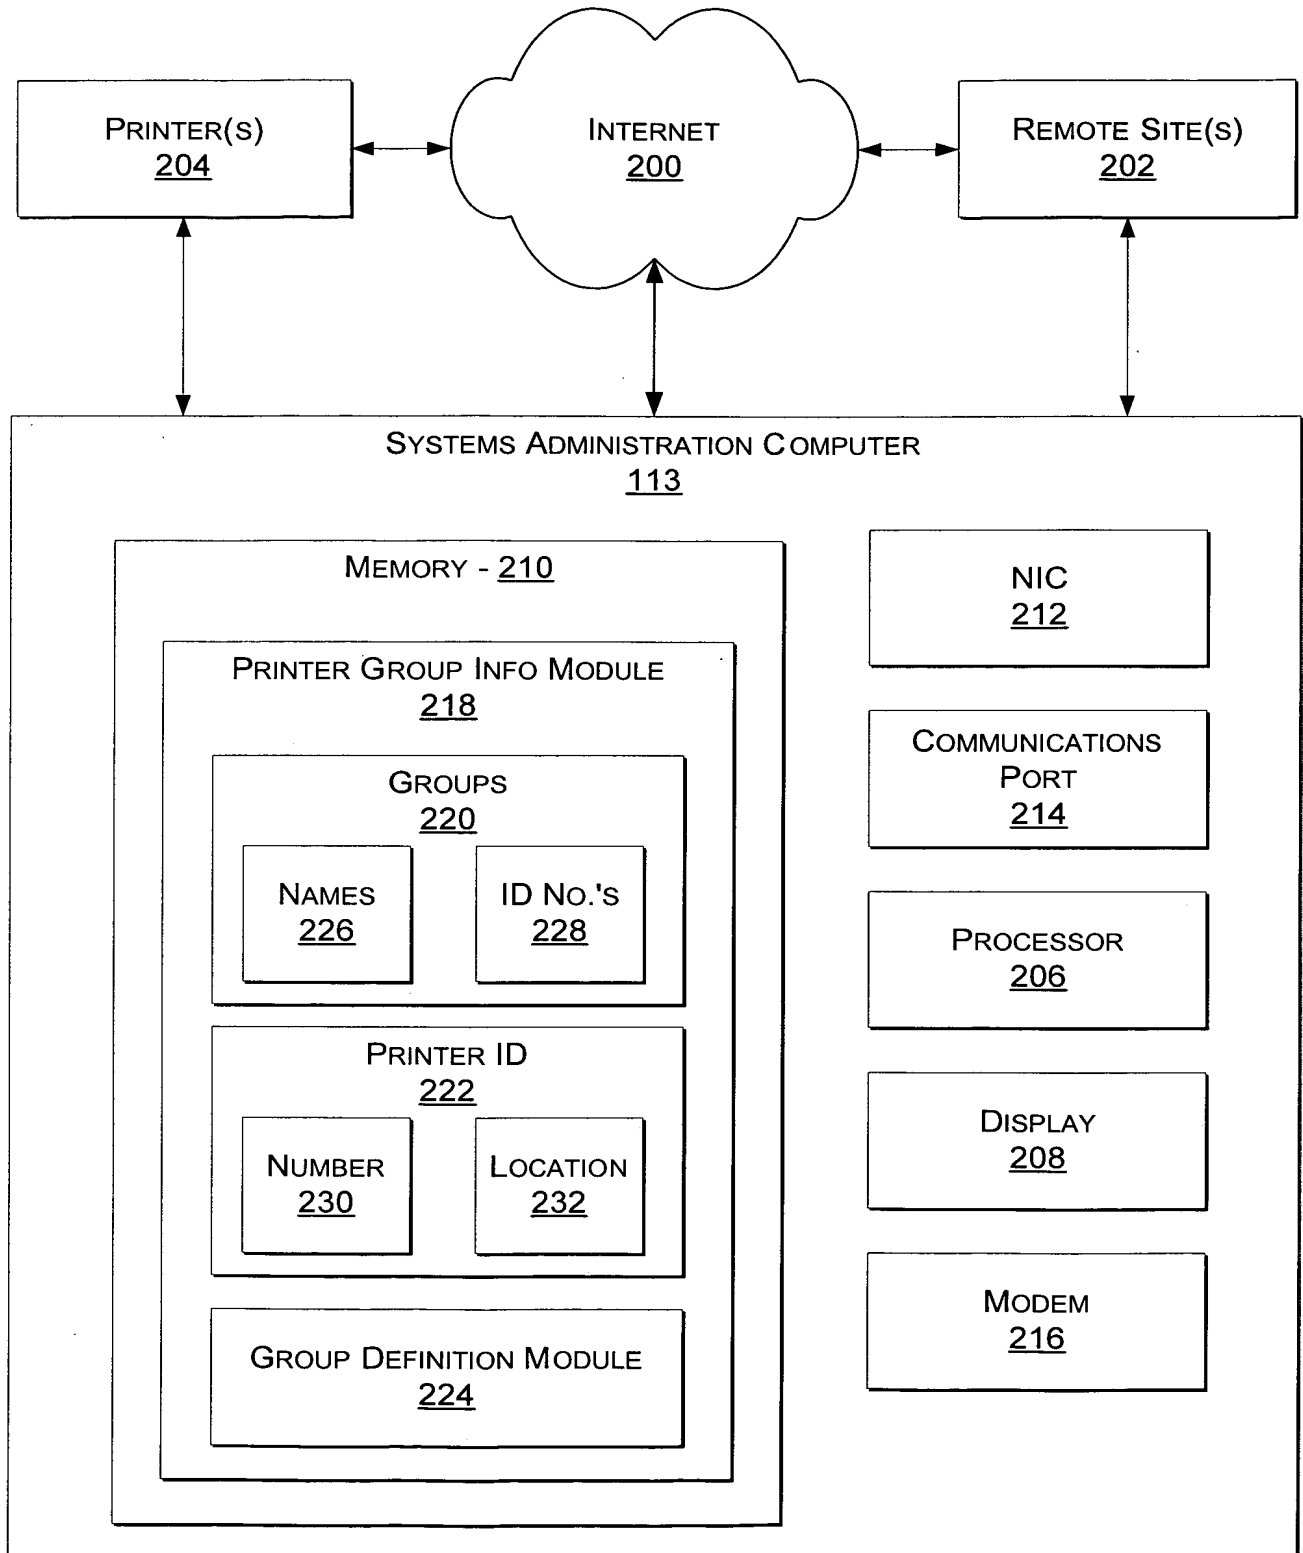 PRINTER(S)
204
INTERNET
200
REMOTE SITE(S)
202
SYSTEMS ADMINISTRATION COMPUTER
113
MEMORY - 210
PRINTER GROUP INFO MODULE
218
GROUPS
220
NAMES
226
ID NO.'S
228
PRINTER ID
222
NUMBER
230
LOCATION
232
GROUP DEFINITION MODULE
224
NIC
212
COMMUNICATIONS
PORT
214
PROCESSOR
206
DISPLAY
208
MODEM
216